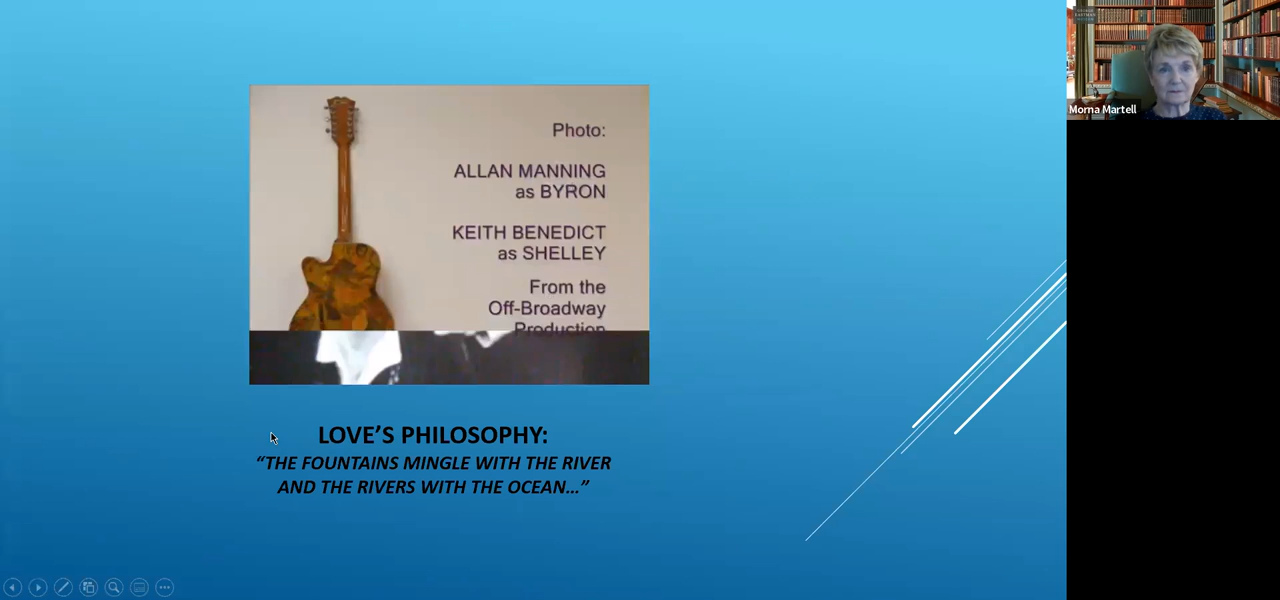 Photo:
ALLAN MANNING
as BYRON
KEITH BENEDICT
as SHELLEY
From the
Off-Broadway
Production
LOVE’S PHILOSOPHY:
“THE FOUNTAINS MINGLE WITH THE RIVER
AND THE RIVERS WITH THE OCEAN…”
Morna Martell